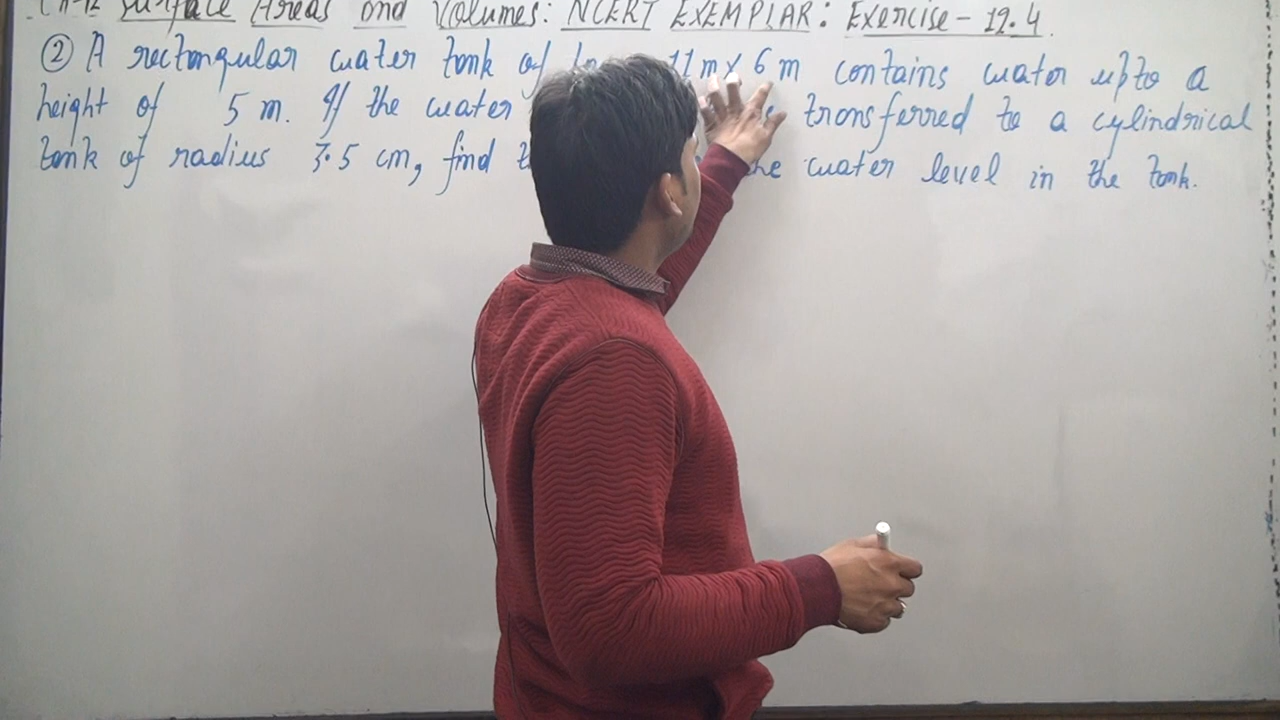 Surface Areas and Volumes: NCERT EXEMPLAR: Exercise - 12.4
② A rectangular water tank of 11 m x 6 m contains water upto a
height of 5 m. If the water transferred to a cylindrical
tank of radius 3.5 cm, find the water level in the tank.